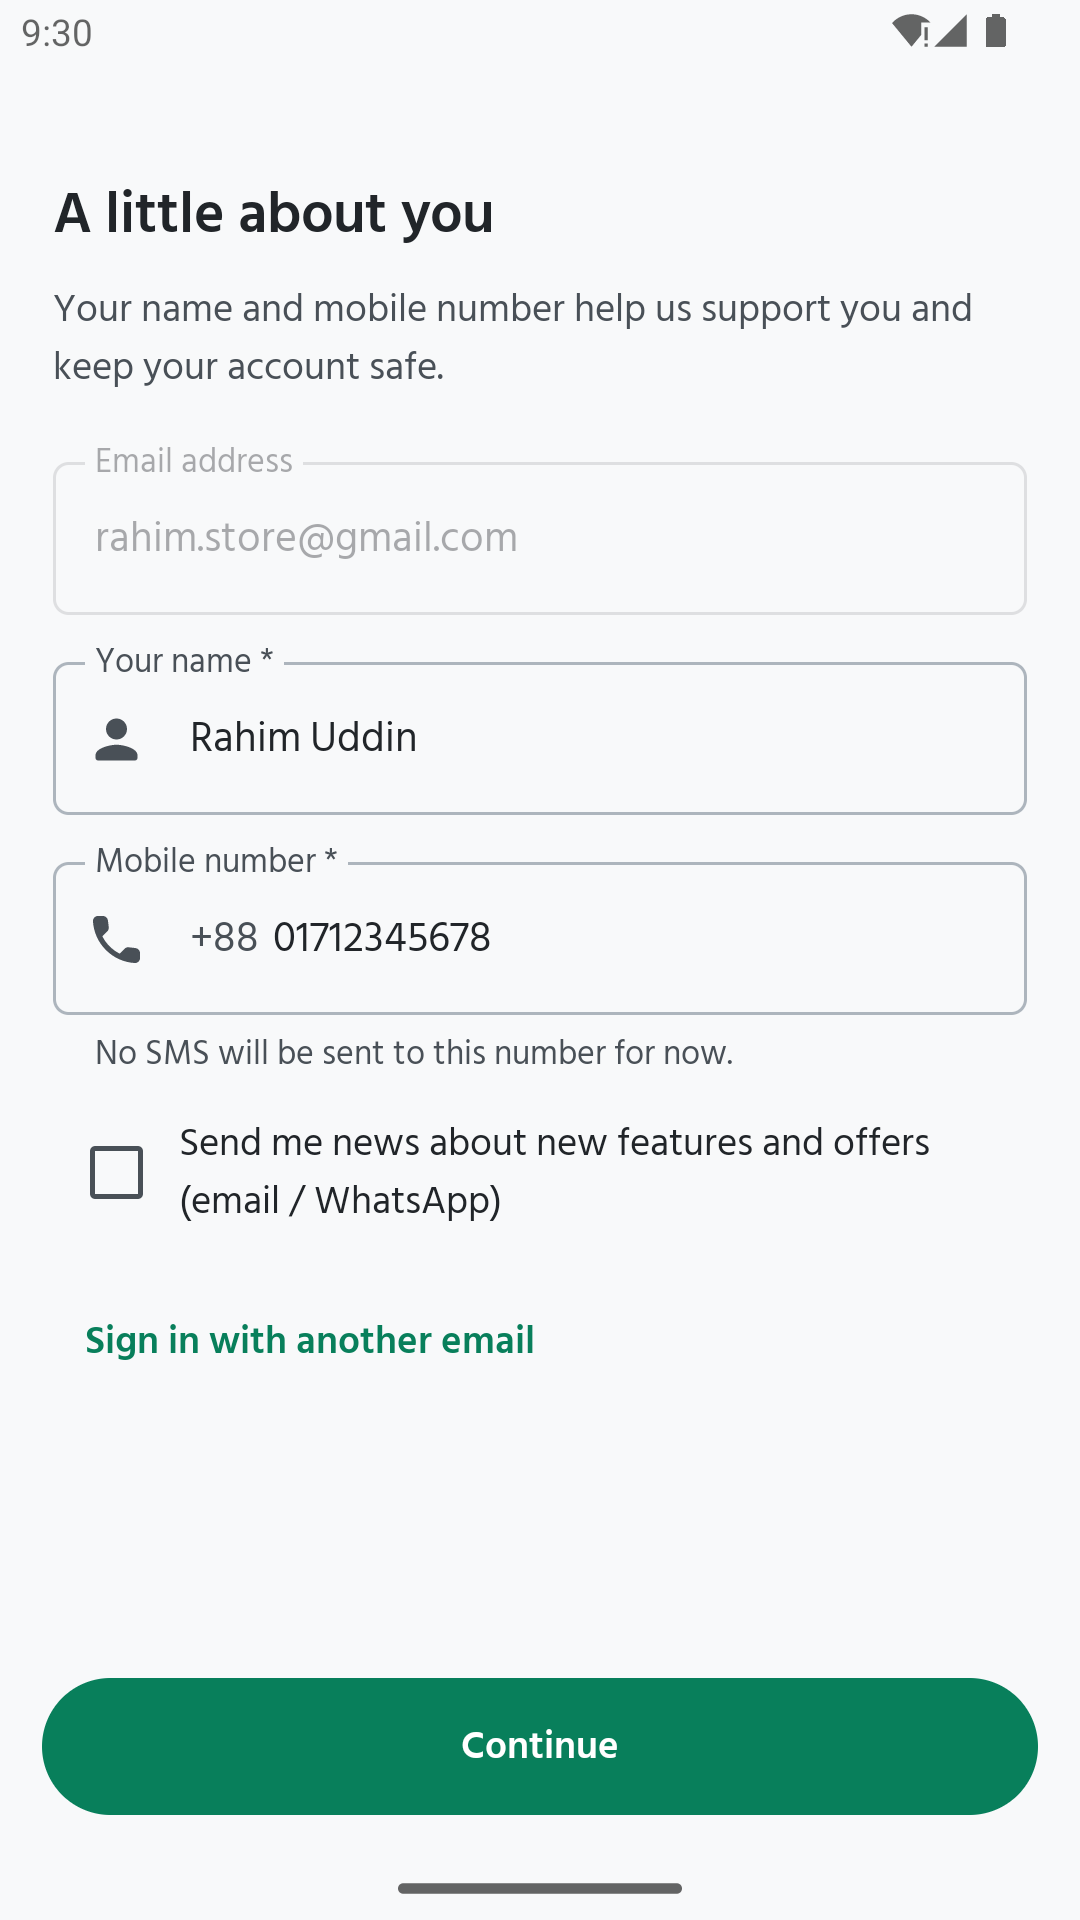 9:30
A little about you
Your name and mobile number help us support you and
keep your account safe.
Email address
rahim.store@gmail.com
Your name *
Rahim Uddin
Mobile number *
+88 01712345678
No SMS will be sent to this number for now.
Send me news about new features and offers
(email / WhatsApp)
Sign in with another email
Continue